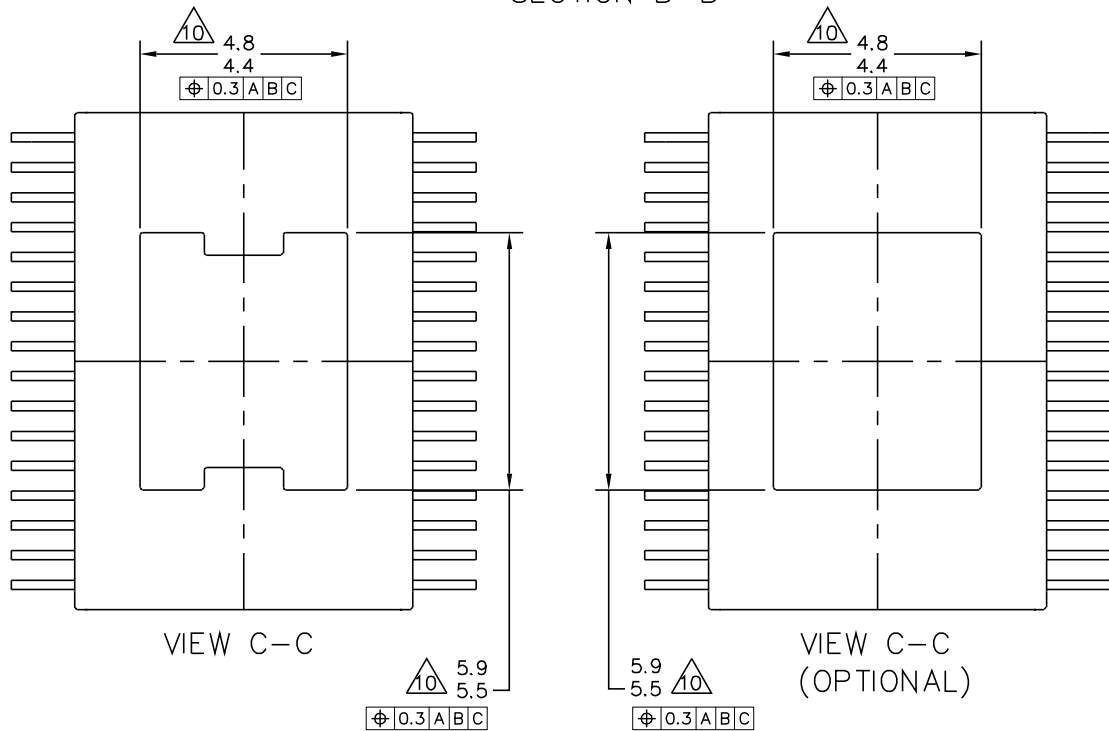 10 4.8
4.4
⌖ 0.3 A B C
10 4.8
4.4
⌖ 0.3 A B C
VIEW C-C
10 5.9
5.5
⌖ 0.3 A B C
5.9
5.5 10
⌖ 0.3 A B C
VIEW C-C
(OPTIONAL)